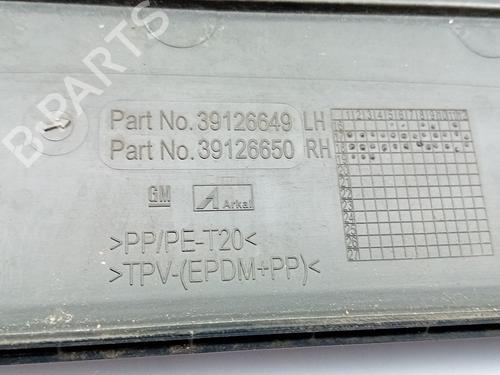 Part No. 39126649 LH
Part No. 39126650 RH
GM Arkal
>PP/PE-T20<
>TPV-(EPDM+PP)<
B-PARTS